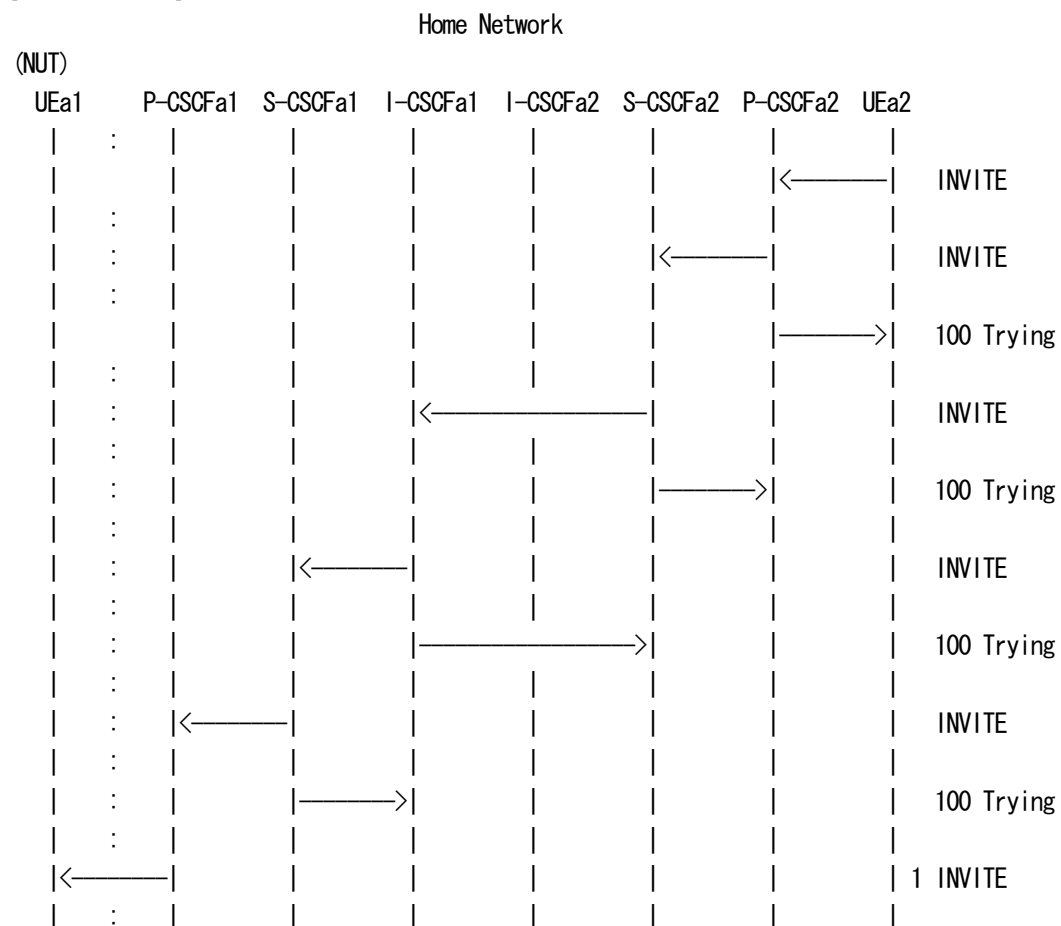 Home Network
(NUT)
UEa1 P-CSCFa1 S-CSCFa1 I-CSCFa1 I-CSCFa2 S-CSCFa2 P-CSCFa2 UEa2
INVITE
INVITE
100 Trying
INVITE
100 Trying
INVITE
100 Trying
INVITE
100 Trying
1 INVITE